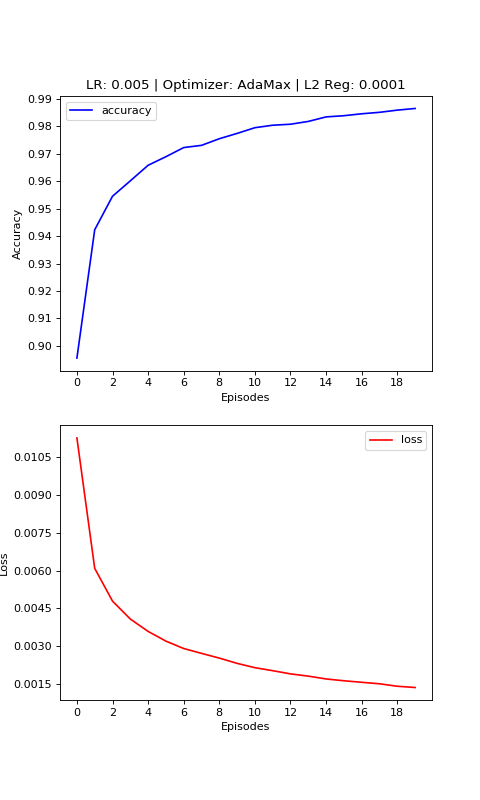 LR: 0.005 | Optimizer: AdaMax | L2 Reg: 0.0001
0.99
accuracy
0.98
0.97
0.96
0.95
0.94
0.93
0.92
0.91
0.90
Accuracy
0 2 4 6 8 10 12 14 16 18
Episodes
loss
0.0105
0.0090
0.0075
0.0060
0.0045
0.0030
0.0015
Loss
0 2 4 6 8 10 12 14 16 18
Episodes